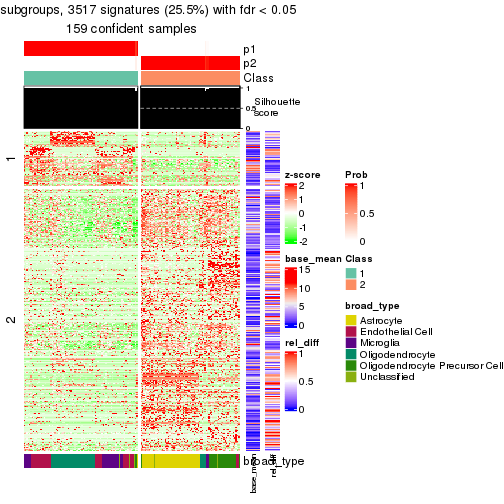 subgroups, 3517 signatures (25.5%) with fdr < 0.05
159 confident samples
p1
p2
Class
1
0.5
0
Silhouette
score
1
2
z-score
2
1
0
-1
-2
Prob
1
0.5
0
base_mean
15
10
5
0
Class
1
2
rel_diff
1
0.5
0
broad_type
Astrocyte
Endothelial Cell
Microglia
Oligodendrocyte
Oligodendrocyte Precursor Cell
Unclassified
broad_type
base_mean
rel_diff